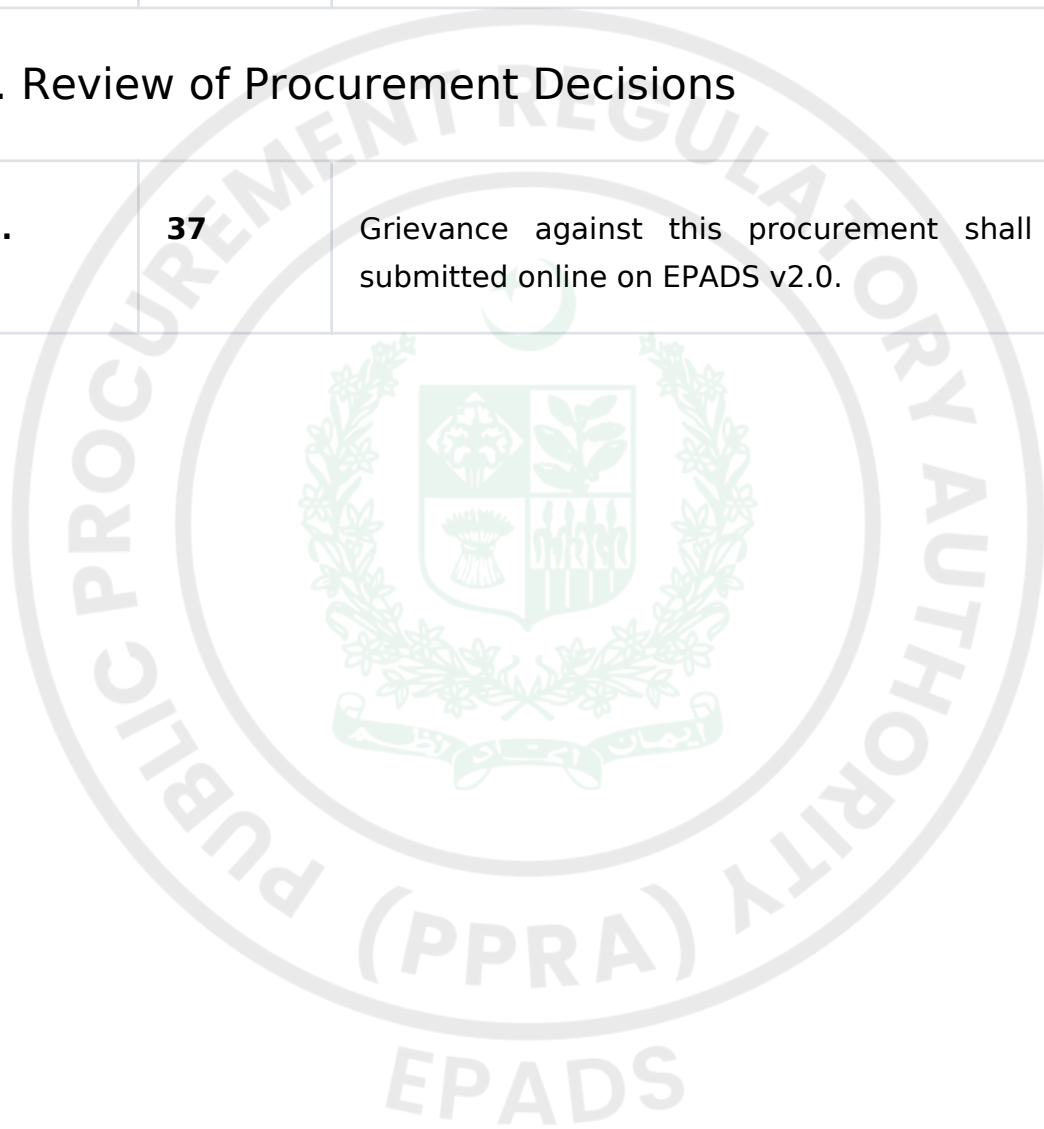 . Review of Procurement Decisions
. 37 Grievance against this procurement shall
submitted online on EPADS v2.0.
PUBLIC PROCUREMENT REGULATORY AUTHORITY
(PPRA)
EPADS